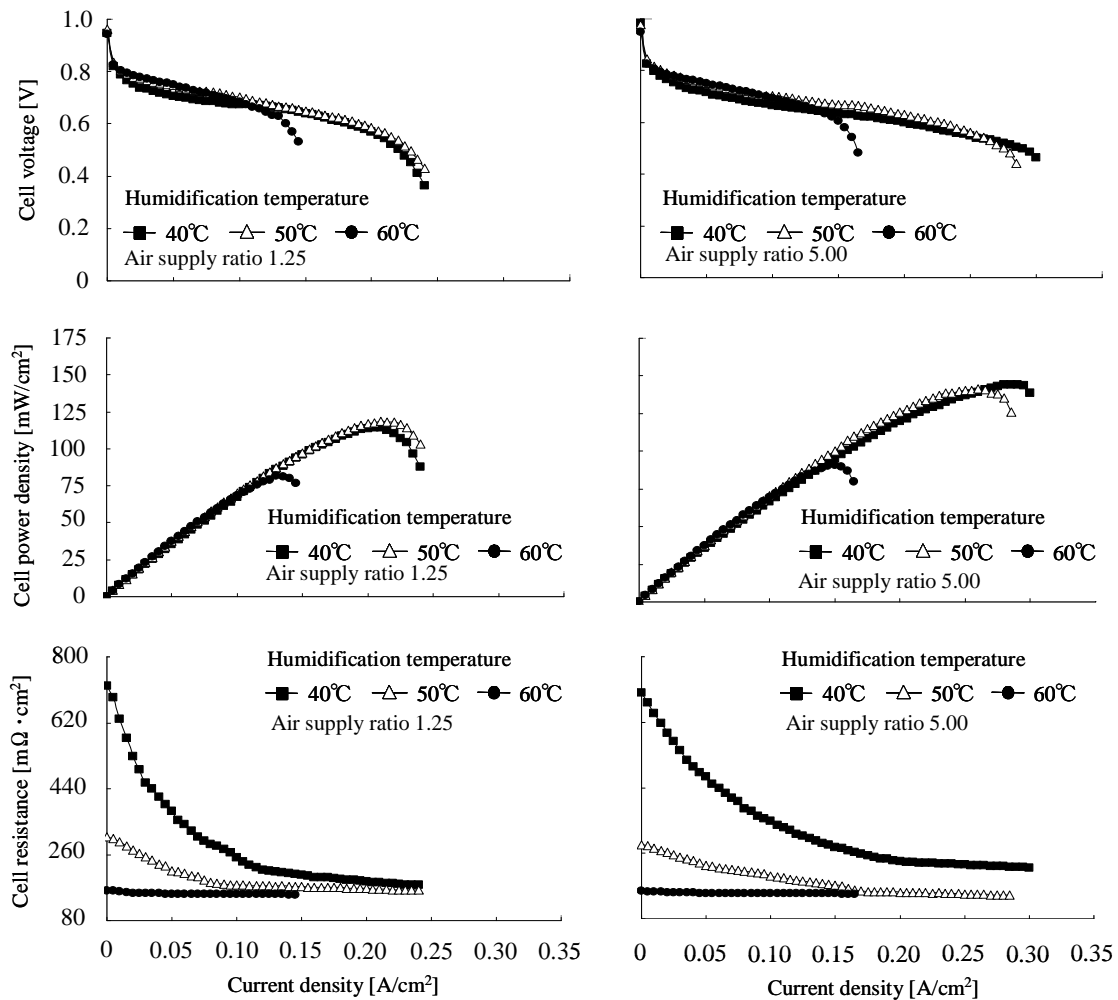 1.0
0.8
0.6
0.4
0.2
0
Cell voltage [V]
Humidification temperature
40℃ 50℃ 60℃
Air supply ratio 1.25
Humidification temperature
40℃ 50℃ 60℃
Air supply ratio 5.00
175
150
125
100
75
50
25
0
Cell power density [mW/cm²]
Humidification temperature
40℃ 50℃ 60℃
Air supply ratio 1.25
Humidification temperature
40℃ 50℃ 60℃
Air supply ratio 5.00
800
620
440
260
80
Cell resistance [mΩ・cm²]
Humidification temperature
40℃ 50℃ 60℃
Air supply ratio 1.25
0 0.05 0.10 0.15 0.20 0.25 0.30 0.35
Current density [A/cm²]
Humidification temperature
40℃ 50℃ 60℃
Air supply ratio 5.00
0 0.05 0.10 0.15 0.20 0.25 0.30 0.35
Current density [A/cm²]